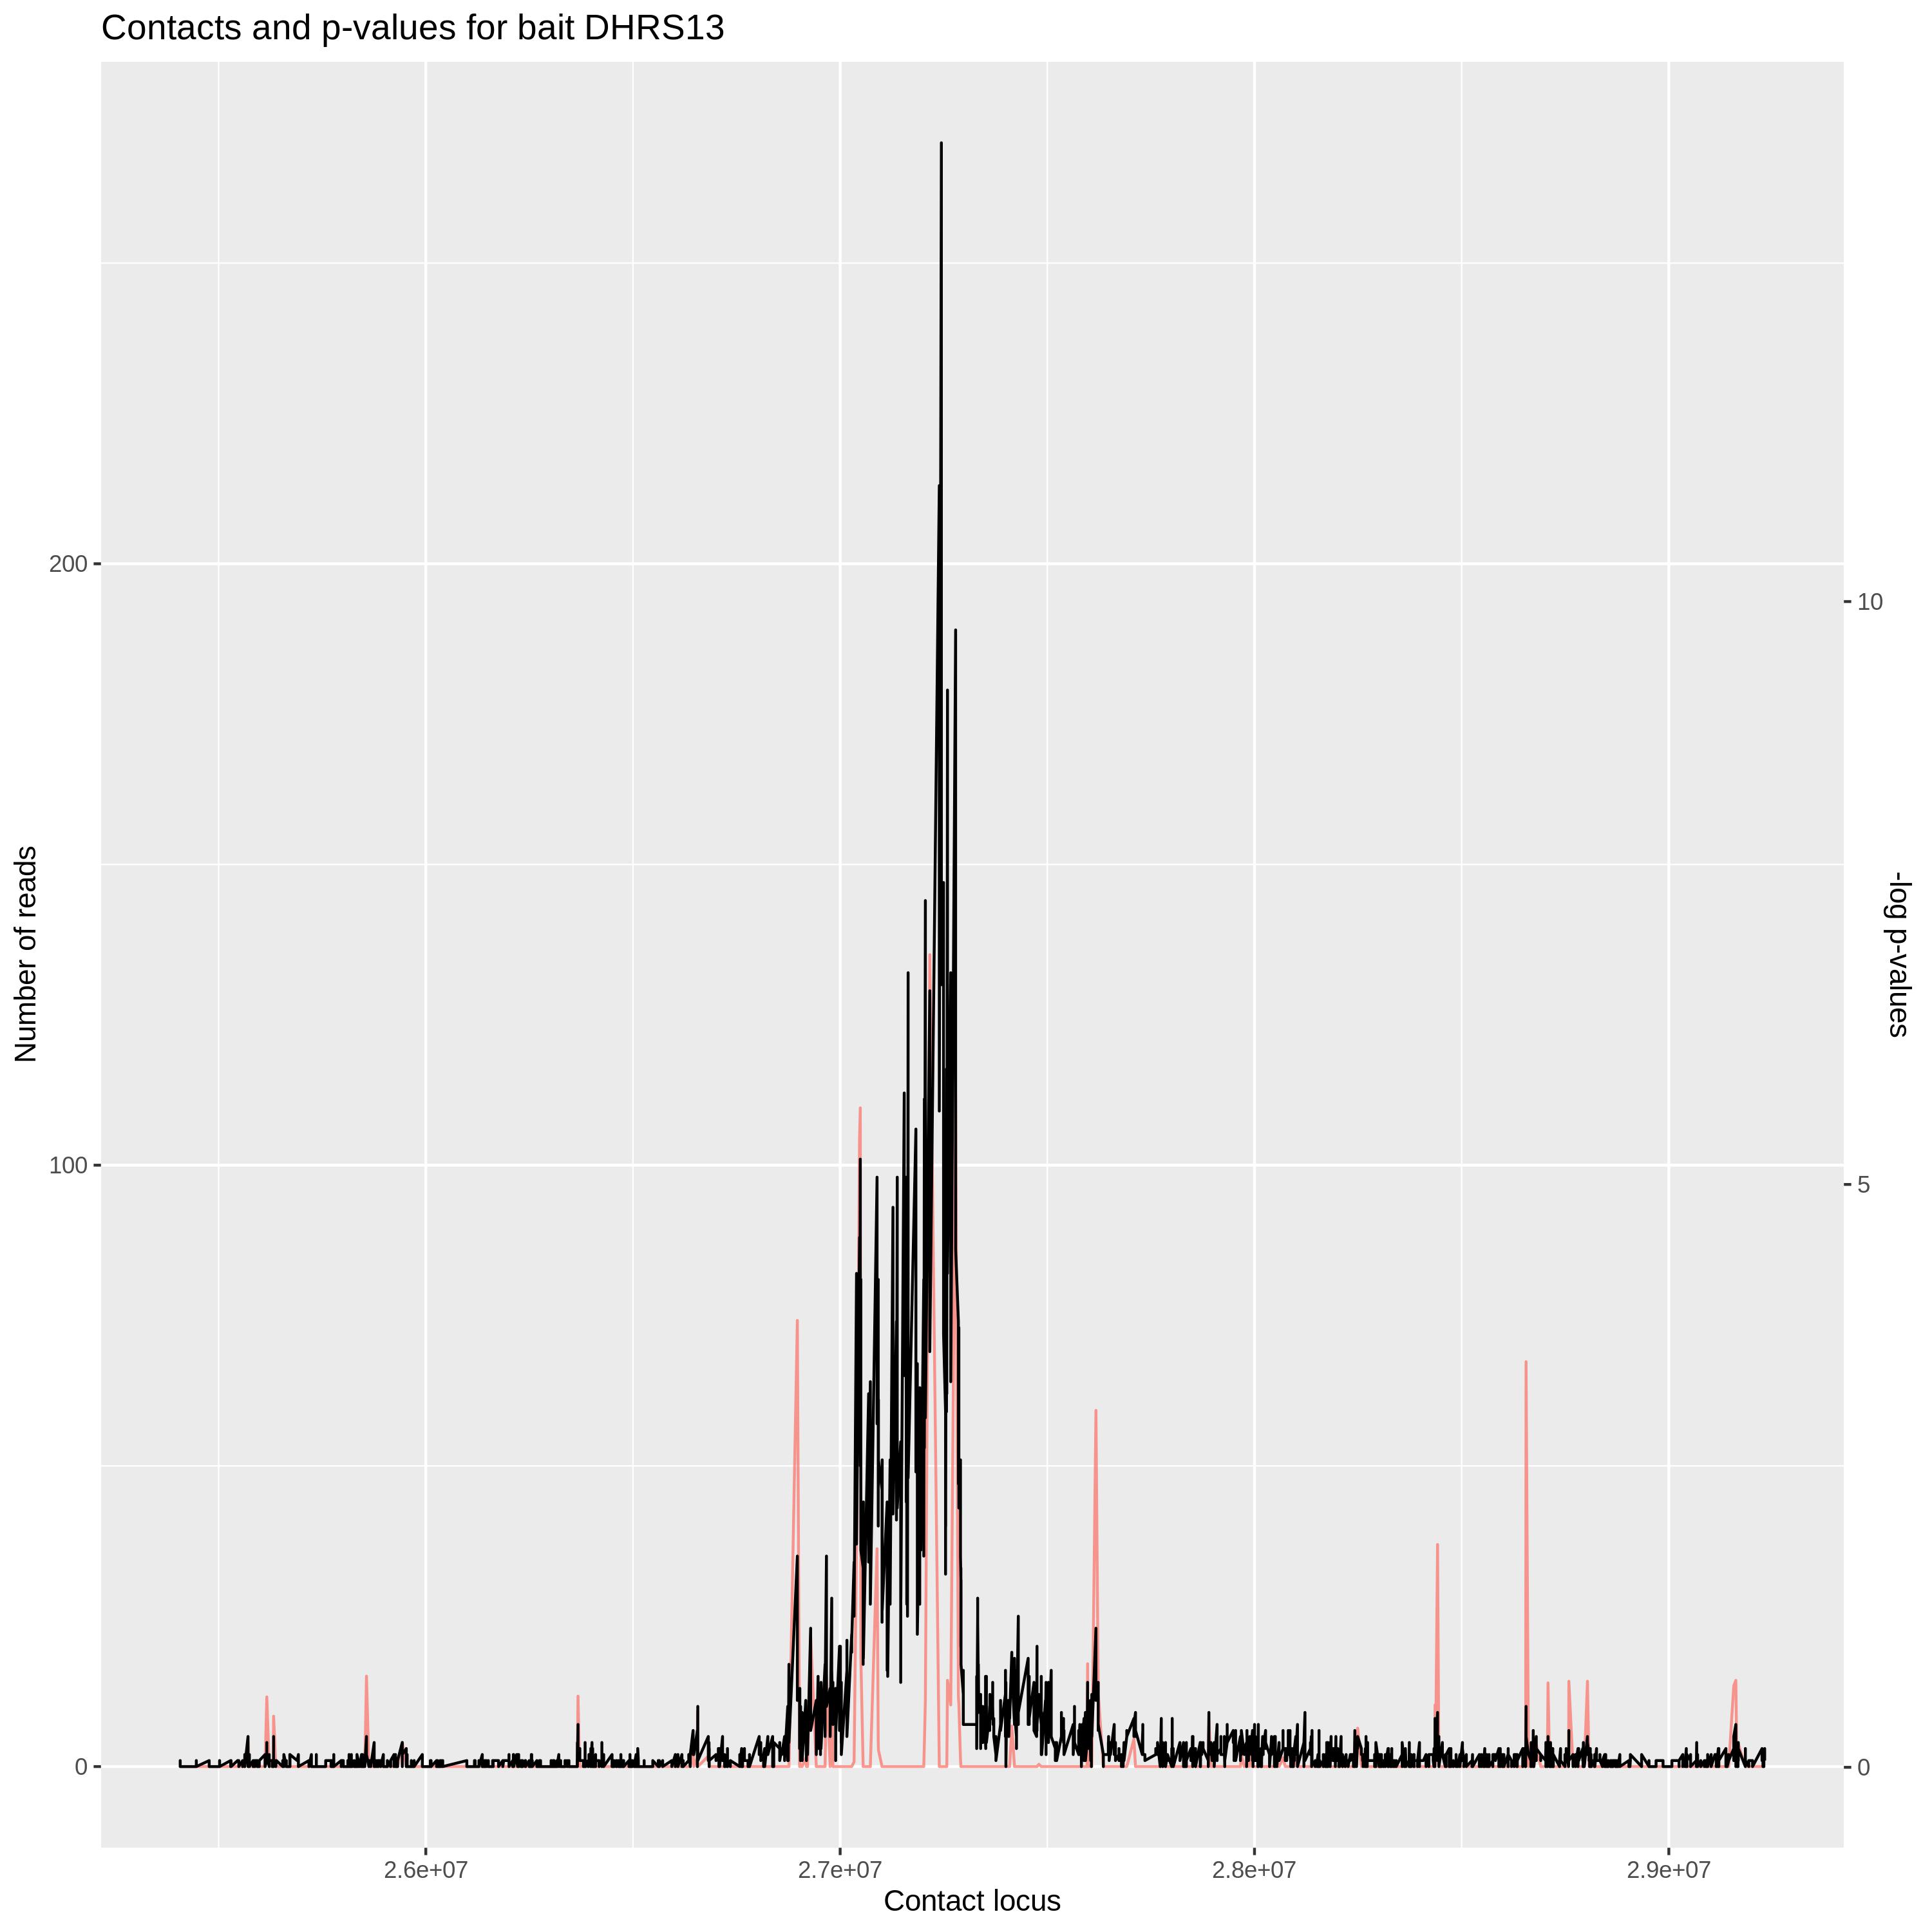 Contacts and p-values for bait DHRS13
Number of reads
200
100
0
10
5
0
-log p-values
2.6e+07
2.7e+07
2.8e+07
2.9e+07
Contact locus